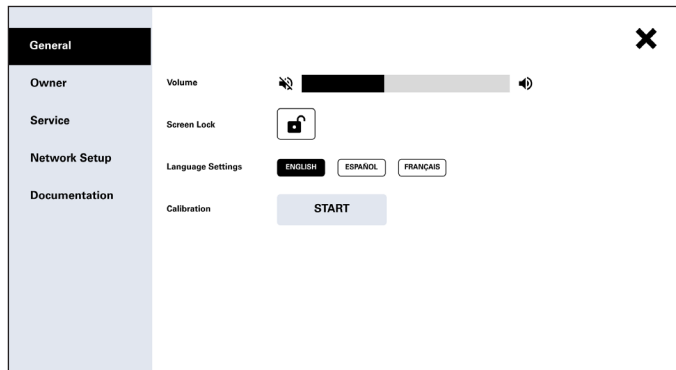 General
Owner
Service
Network Setup
Documentation
Volume
Screen Lock
Language Settings
ENGLISH ESPAÑOL FRANÇAIS
Calibration
START